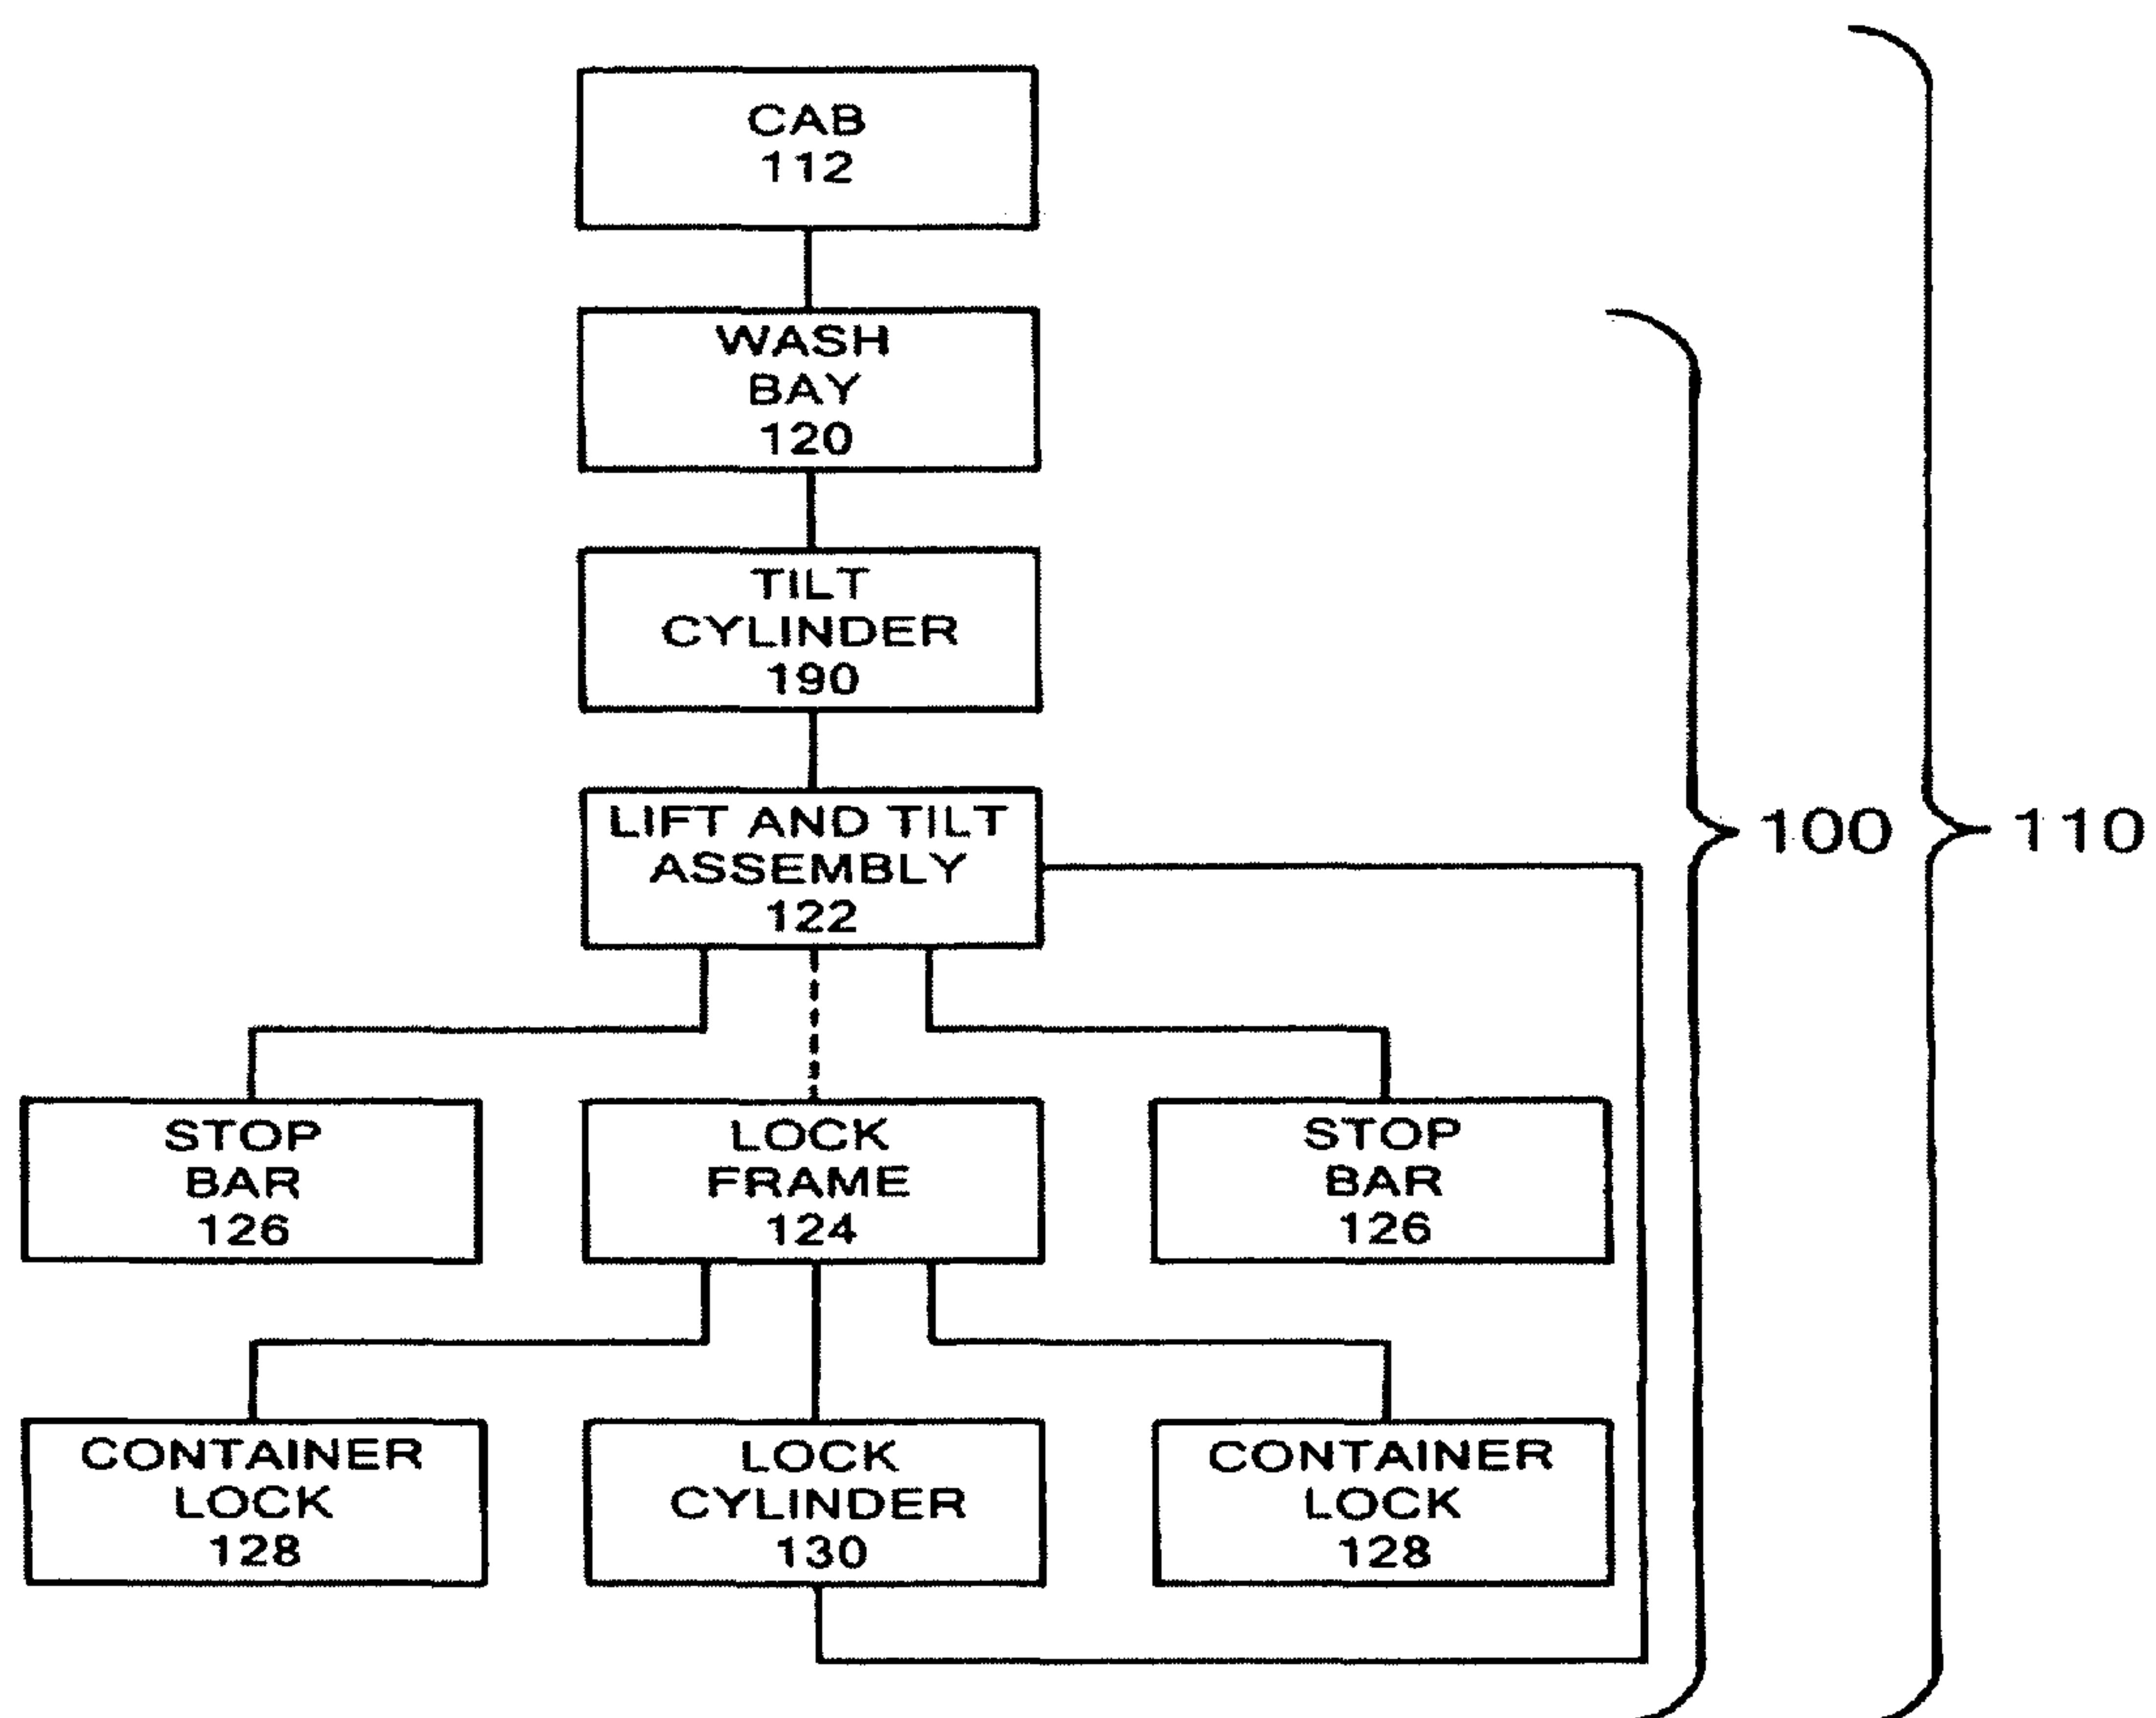 CAB
112
WASH
BAY
120
TILT
CYLINDER
190
LIFT AND TILT
ASSEMBLY
122
100
110
STOP
BAR
126
LOCK
FRAME
124
STOP
BAR
126
CONTAINER
LOCK
128
LOCK
CYLINDER
130
CONTAINER
LOCK
128